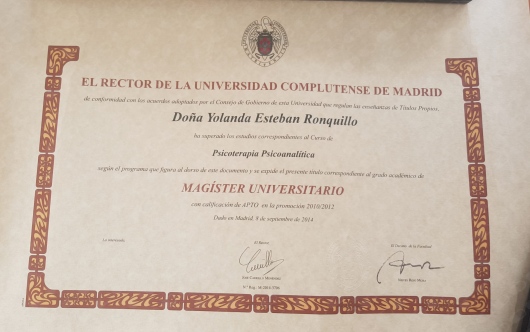 EL RECTOR DE LA UNIVERSIDAD COMPLUTENSE DE MADRID
de conformidad con los acuerdos adoptados por el Consejo de Gobierno de esta Universidad que regulan las enseñanzas de Títulos Propios,
Doña Yolanda Esteban Ronquillo
ha superado los estudios correspondientes al Curso de
Psicoterapia Psicoanalítica
según el programa que figura al dorso de este documento y se expide el presente título correspondiente al grado académico de
MAGÍSTER UNIVERSITARIO
con calificación de APTO en la promoción 2010/2012
Dado en Madrid, 8 de septiembre de 2014
La interesada
El Rector
El Decano de la Facultad